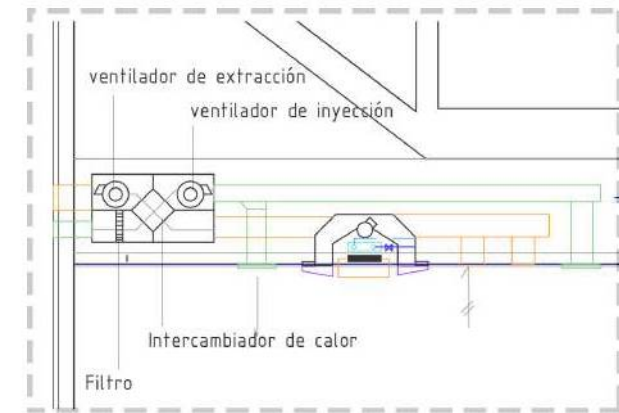 ventilador de extracción
ventilador de inyección
Intercambiador de calor
Filtro